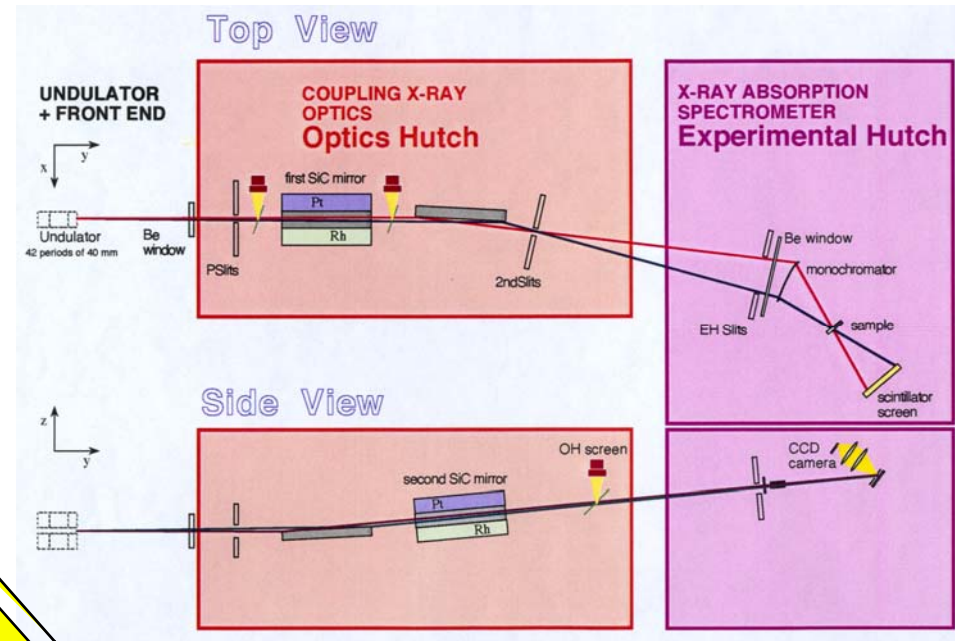 Top View
UNDULATOR
+ FRONT END
COUPLING X-RAY
OPTICS
Optics Hutch
X-RAY ABSORPTION
SPECTROMETER
Experimental Hutch
y
x
first SiC mirror
Pt
Rh
Undulator
42 periods of 40 mm
Be
window
PSlits
2ndSlits
Be window
monochromator
EH Slits
sample
scintillator
screen
Side View
z
y
second SiC mirror
Pt
Rh
OH screen
CCD
camera